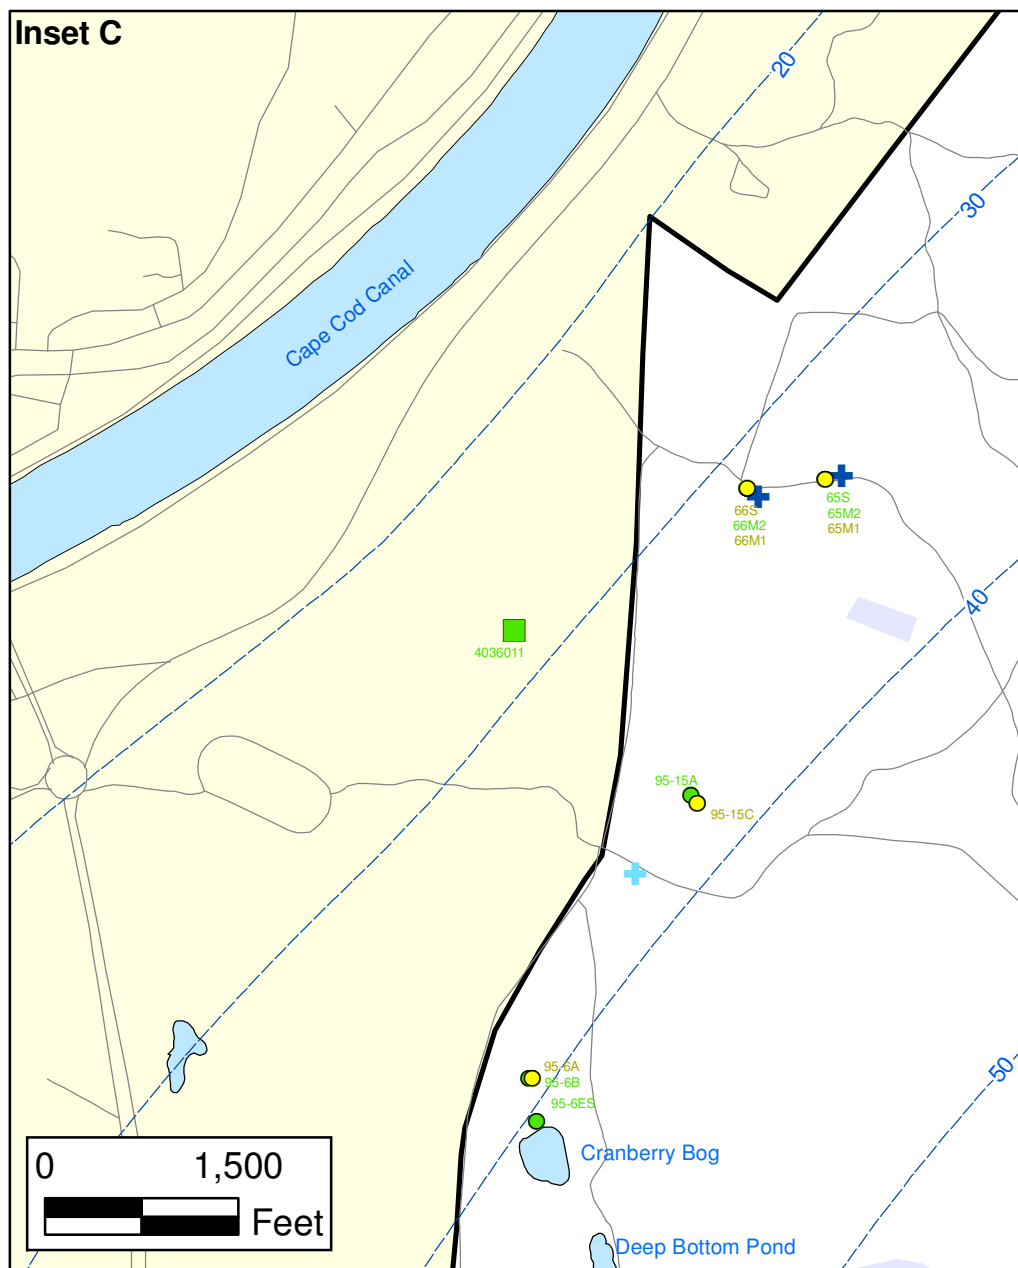 Inset C
20
30
Cape Cod Canal
66S
66M2
66M1
65S
65M2
65M1
40
4036011
95-15A
95-15C
50
95-6A
95-6B
95-6ES
Cranberry Bog
Deep Bottom Pond
0 1,500
Feet